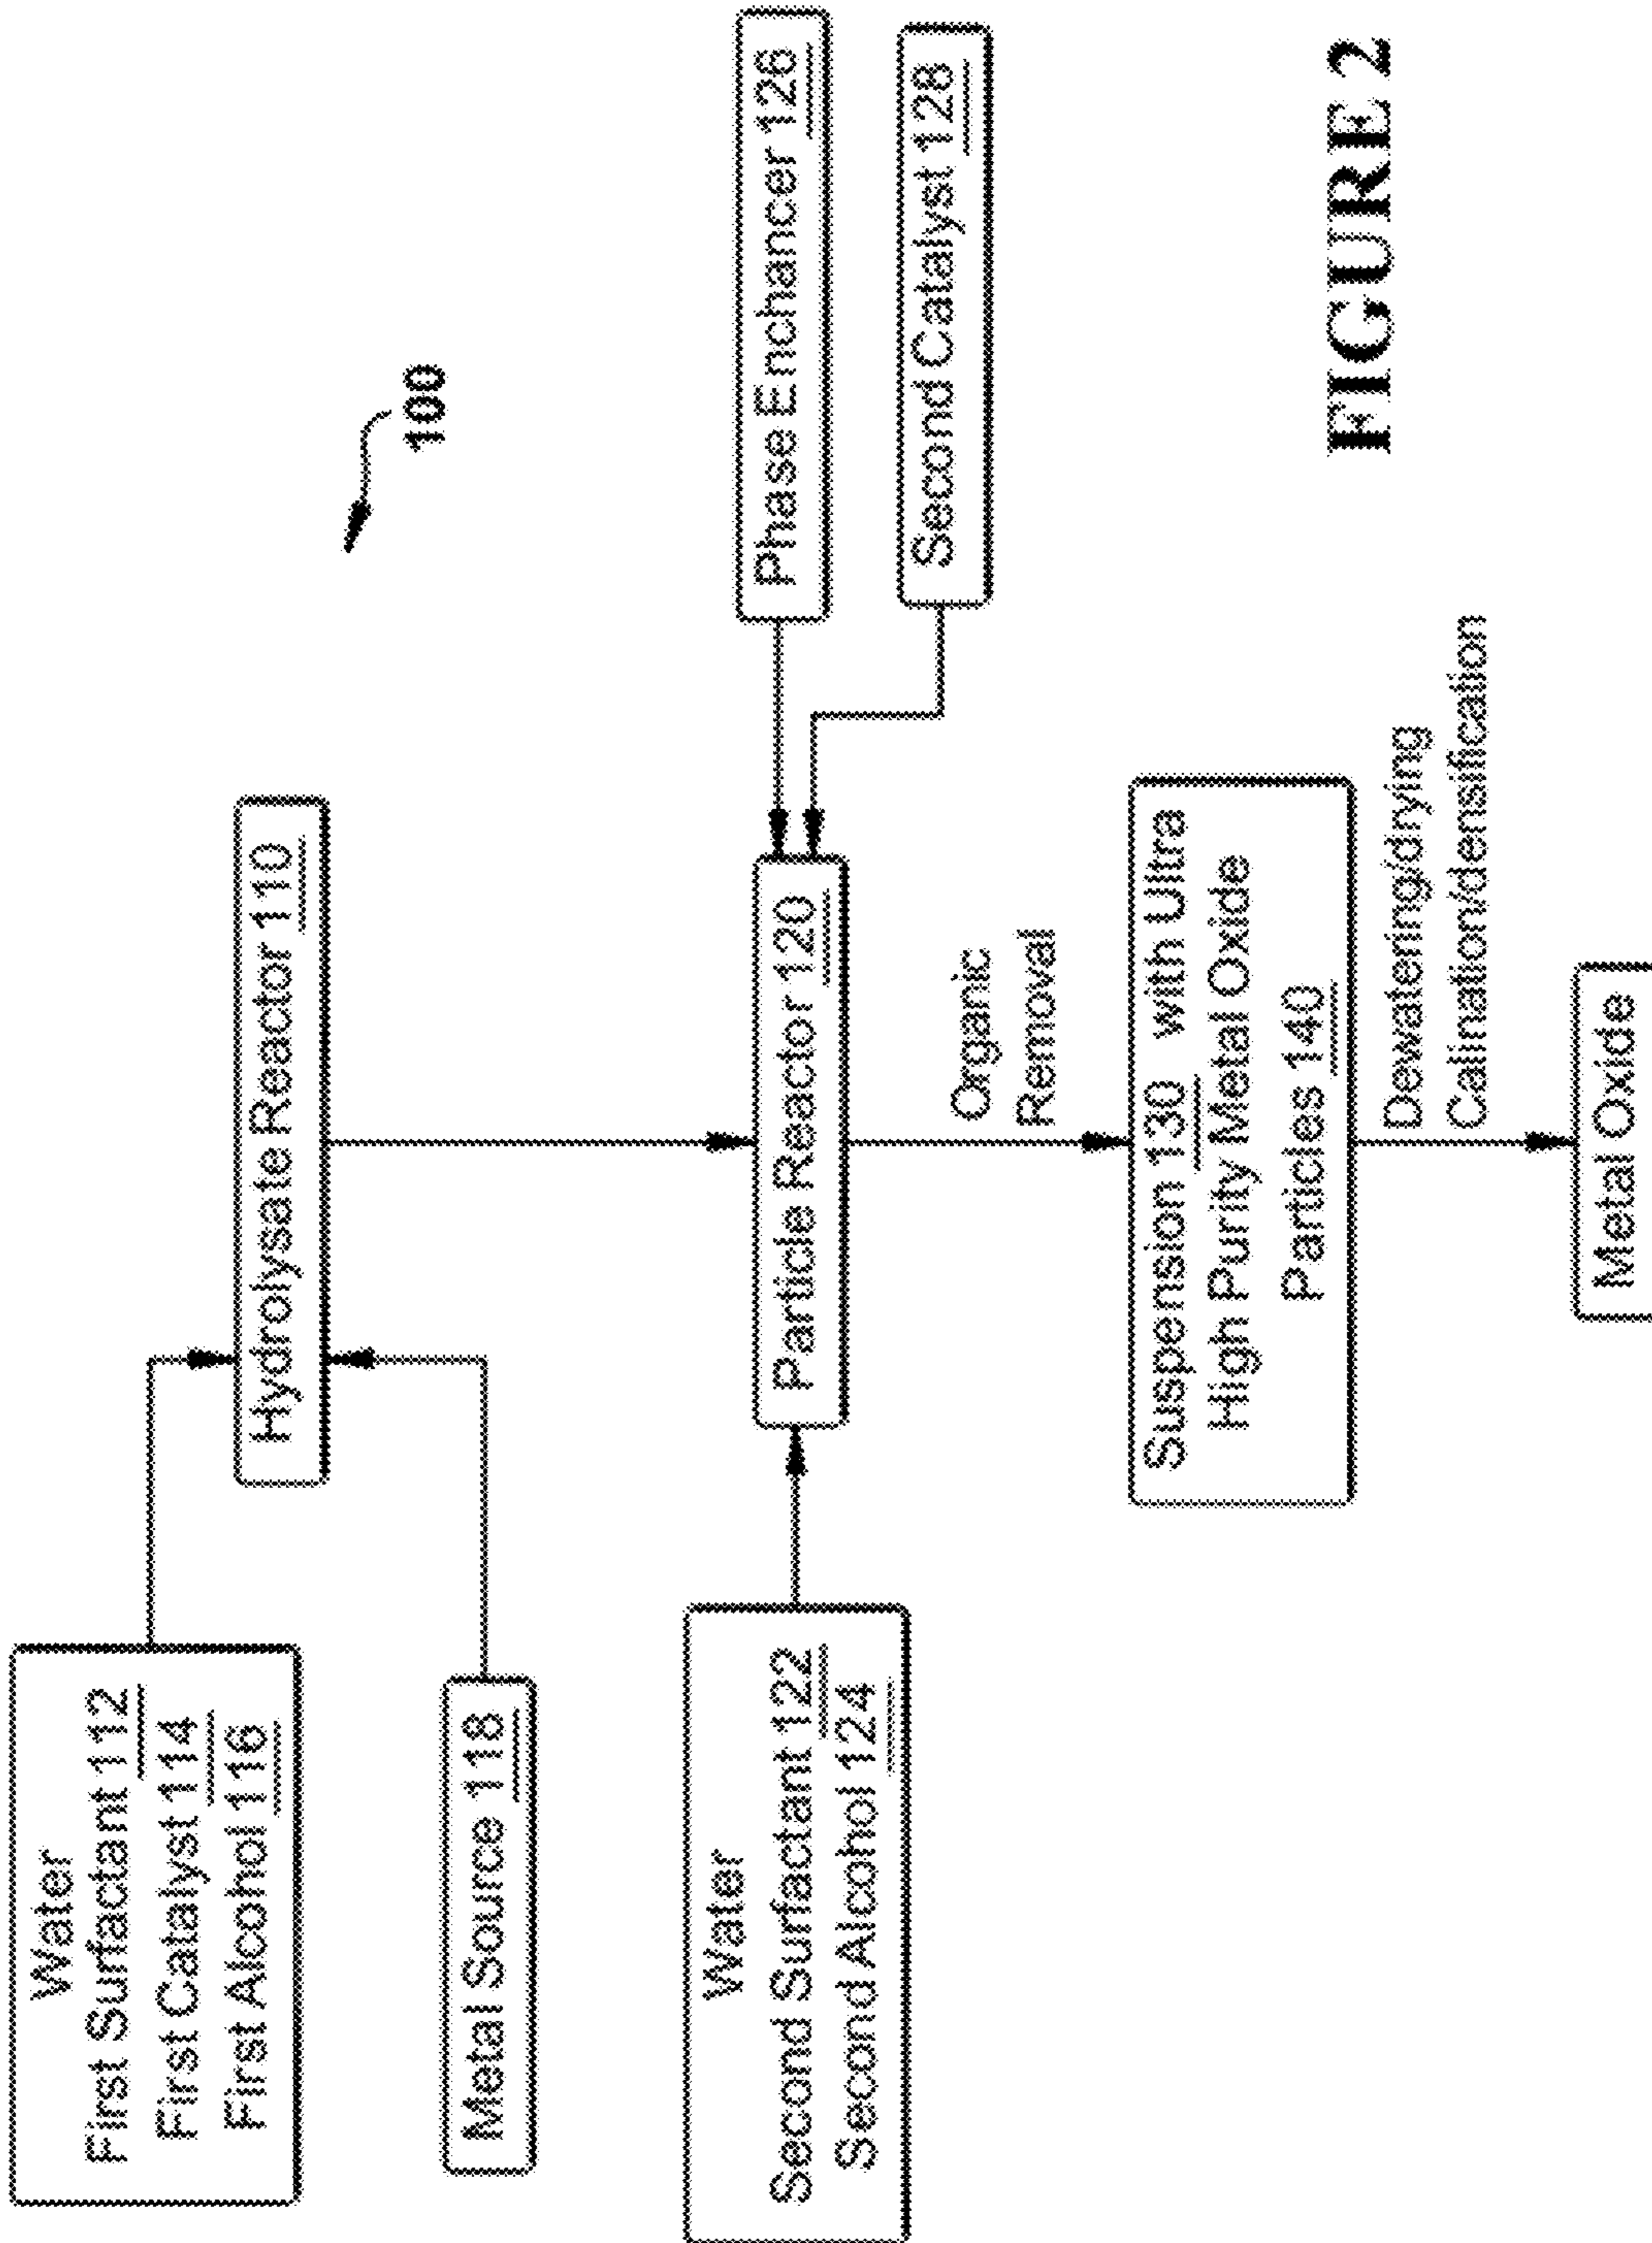 100
Water
First Surfactant 112
First Catalyst 114
First Alcohol 116
Hydrolysate Reactor 110
Metal Source 118
Water
Second Surfactant 122
Second Alcohol 124
Particle Reactor 120
Phase Enchancer 126
Second Catalyst 128
Organic
Removal
Suspension 130 with Ultra
High Purity Metal Oxide
Particles 140
Dewatering/drying
Calination/densification
Metal Oxide
FIGURE 2